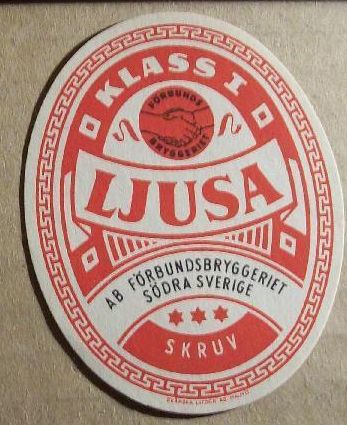 KLASS I
FÖRBUNDS
BRYGGERIET
LJUSA
AB FÖRBUNDSBRYGGERIET
SÖDRA SVERIGE
SKRUV